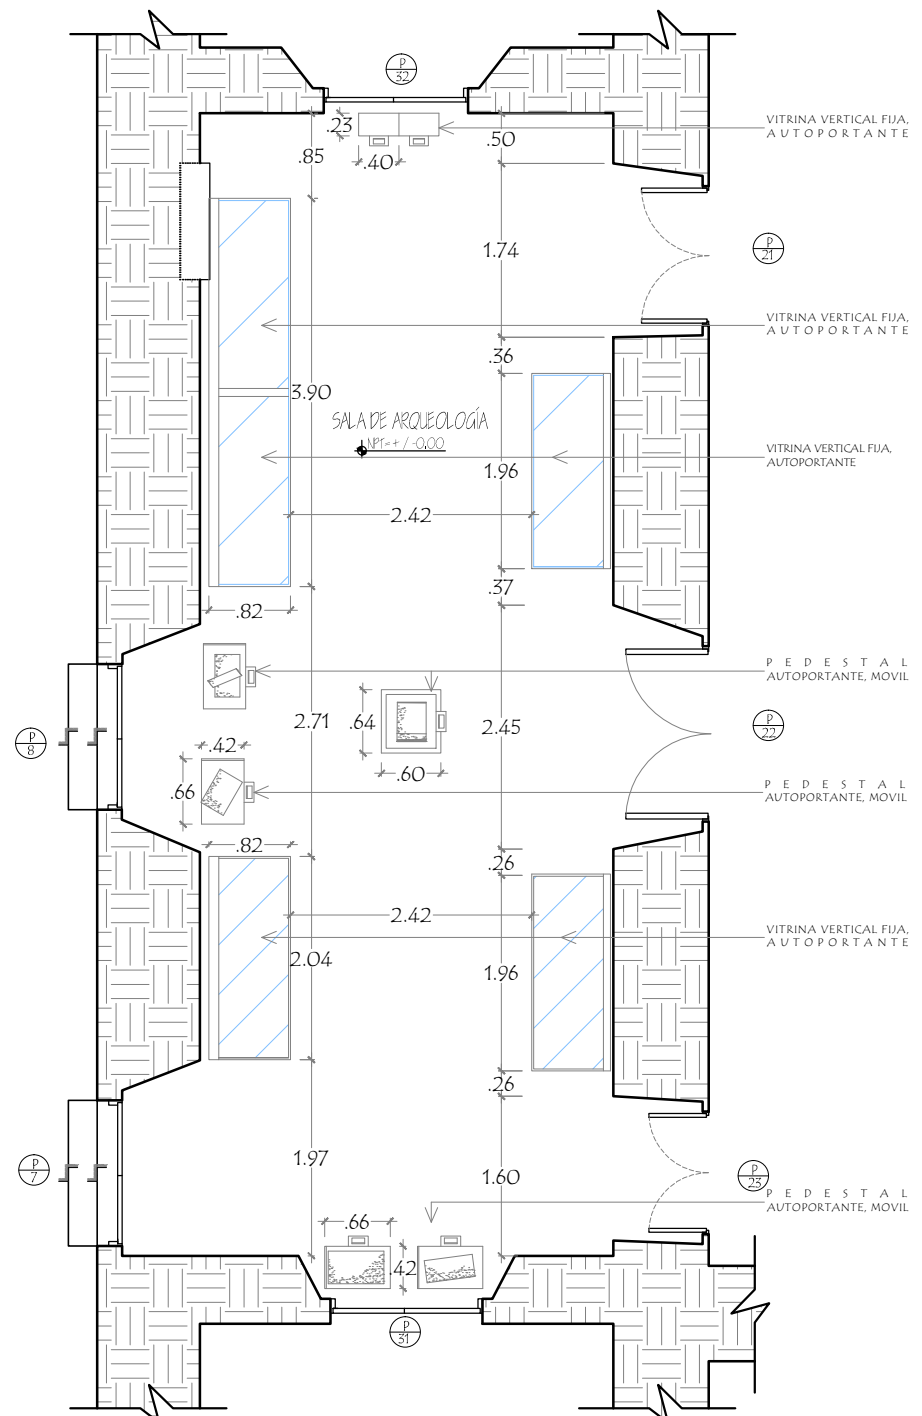 P
32
.23
.85
.40
.50
VITRINA VERTICAL FIJA,
AUTOPORTANTE
1.74
P
21
VITRINA VERTICAL FIJA,
AUTOPORTANTE
.36
3.90
SALA DE ARQUEOLOGÍA
NPT=+ / -0.00
1.96
VITRINA VERTICAL FIJA,
AUTOPORTANTE
2.42
.37
.82
PEDESTAL
AUTOPORTANTE, MOVIL
P
8
2.71
.64
2.45
P
22
.42
.60
.66
PEDESTAL
AUTOPORTANTE, MOVIL
.82
.26
2.42
VITRINA VERTICAL FIJA,
AUTOPORTANTE
2.04
1.96
.26
P
7
1.97
1.60
P
23
PEDESTAL
AUTOPORTANTE, MOVIL
.66
.42
P
31